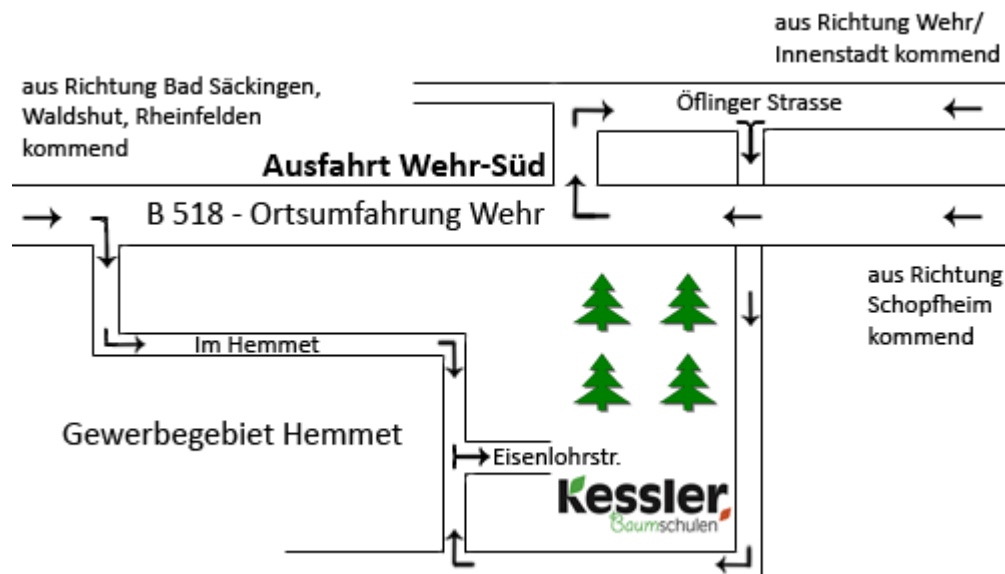 aus Richtung Wehr/
Innenstadt kommend
aus Richtung Bad Säckingen,
Waldshut, Rheinfelden
kommend
Öflinger Strasse
Ausfahrt Wehr-Süd
B 518 - Ortsumfahrung Wehr
aus Richtung
Schopfheim
kommend
Im Hemmet
Gewerbegebiet Hemmet
Eisenlohrstr.
Kessler
Baumschulen